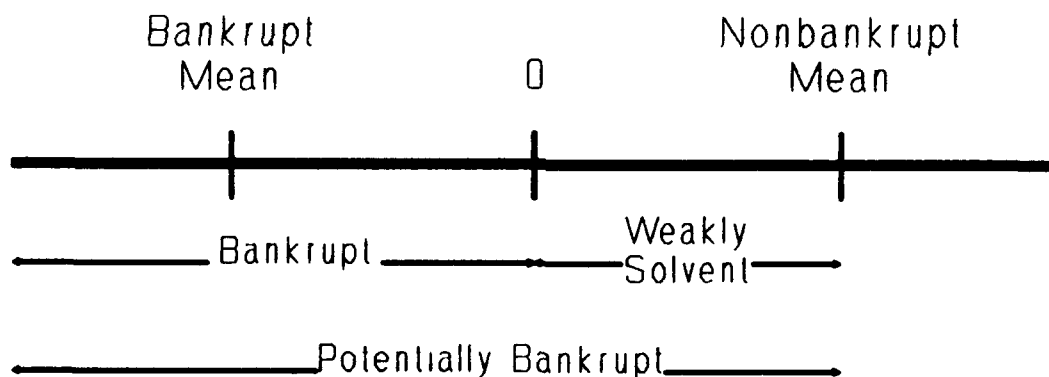 Bankrupt
Mean
0
Nonbankrupt
Mean
Bankrupt
Weakly
Solvent
Potentially Bankrupt